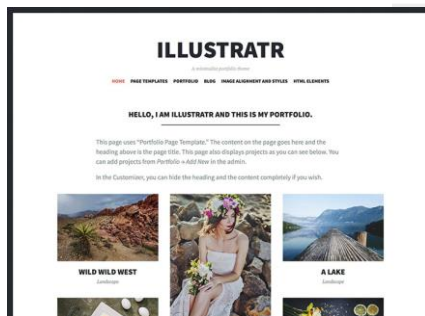 ILLUSTRATR
A minimalist portfolio theme
HOME PAGE TEMPLATES PORTFOLIO BLOG IMAGE ALIGNMENT AND STYLES HTML ELEMENTS
HELLO, I AM ILLUSTRATR AND THIS IS MY PORTFOLIO.
This page uses "Portfolio Page Template." The content on the page goes here and the
heading above is the page title. This page also displays projects as you can see below. You
can add projects from Portfolio → Add New in the admin.
In the Customizer, you can hide the heading and the content completely if you wish.
WILD WILD WEST
Landscape
A LAKE
Landscape